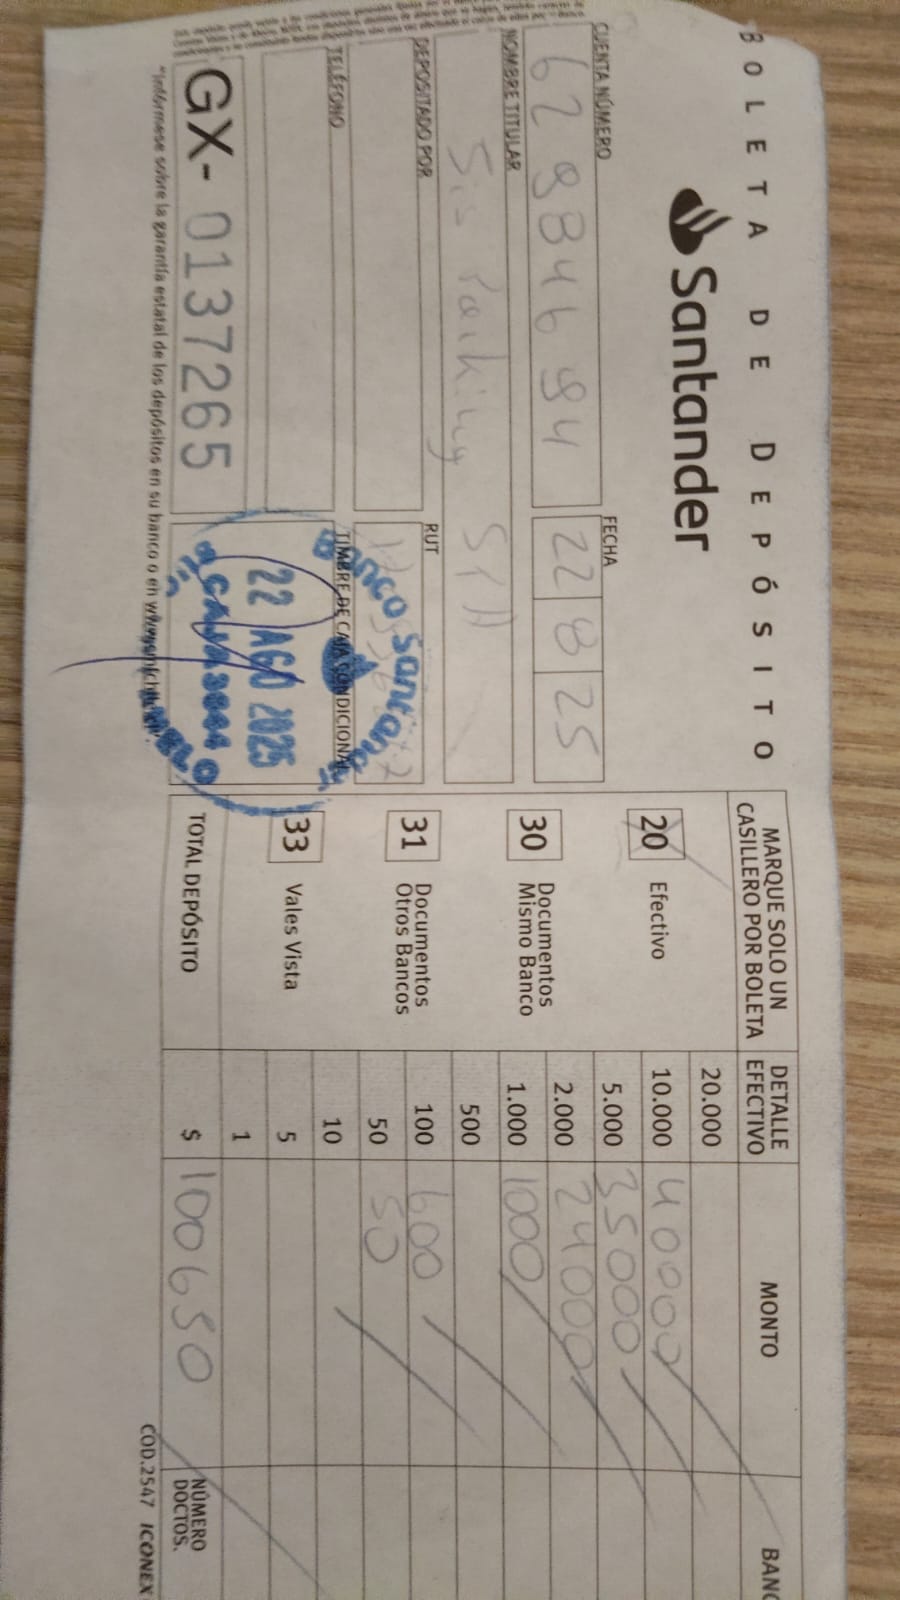 BOLETA DE DEPÓSITO
Santander
CUENTA NÚMERO
FECHA
22 8 25
NOMBRE TITULAR
Sis Parking SPA
DEPOSITADO POR
RUT
TELÉFONO
TIMBRE DE CAJA CONDICIONAL
Banco Santander
22 AGO 2025
GX- 0137265
"Infórmese sobre la garantía estatal de los depósitos en su banco o en
MARQUE SOLO UN
CASILLERO POR BOLETA
20 Efectivo
30 Documentos
Mismo Banco
31 Documentos
Otros Bancos
33 Vales Vista
TOTAL DEPÓSITO
DETALLE
EFECTIVO
MONTO
20.000
10.000 40000
5.000 35000
2.000 24000
1.000 1000
500
100 600
50 50
10
5
1
$ 100650
NÚMERO
DOCTOS.
COD.2547 ICONEX